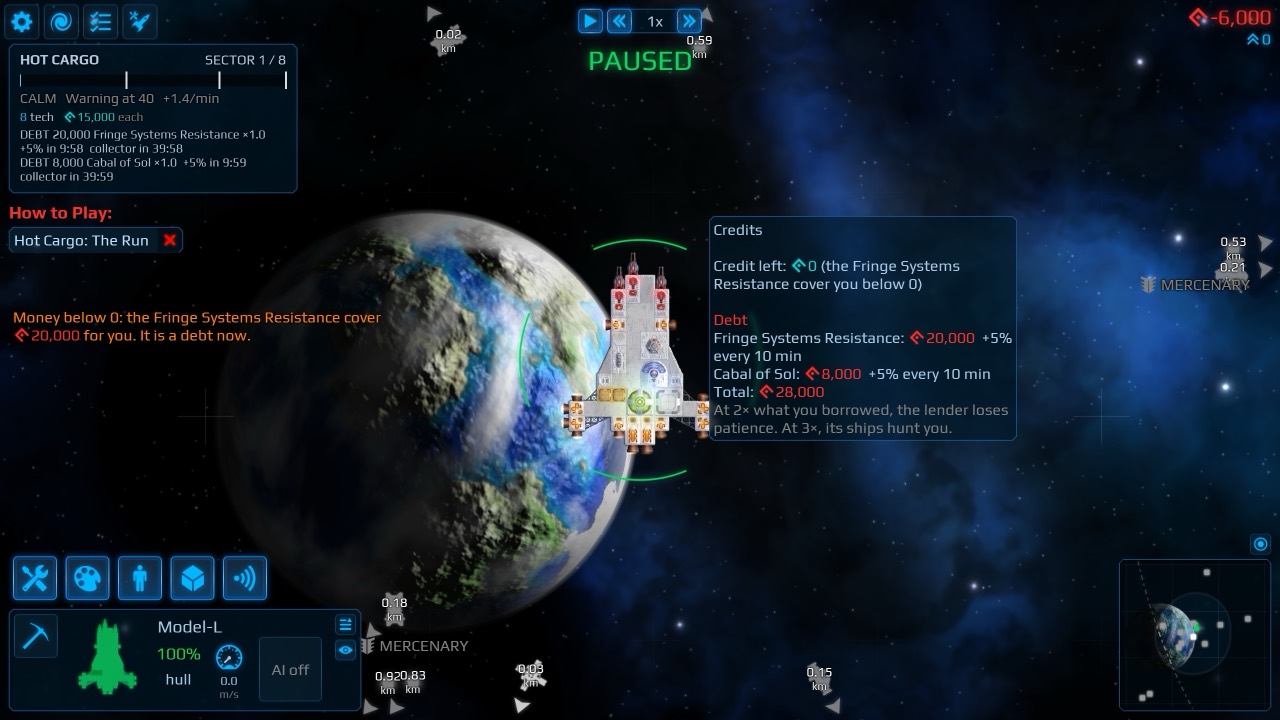 1x
PAUSED
-6,000
0
0.02 km
0.59 km
HOT CARGO SECTOR 1 / 8
CALM Warning at 40 +1.4/min
8 tech 15,000 each
DEBT 20,000 Fringe Systems Resistance ×1.0
+5% in 9:58 collector in 39:58
DEBT 8,000 Cabal of Sol ×1.0 +5% in 9:59
collector in 39:59
How to Play:
Hot Cargo: The Run
Money below 0: the Fringe Systems Resistance cover
20,000 for you. It is a debt now.
Credits
Credit left: 0 (the Fringe Systems
Resistance cover you below 0)
Debt
Fringe Systems Resistance: 20,000 +5%
every 10 min
Cabal of Sol: 8,000 +5% every 10 min
Total: 28,000
At 2× what you borrowed, the lender loses
patience. At 3×, its ships hunt you.
0.53 km
0.21
MERCENARY
0.18 km
MERCENARY
0.92 km
0.83 km
0.03 km
0.15 km
Model-L
100%
hull
0.0
m/s
AI off